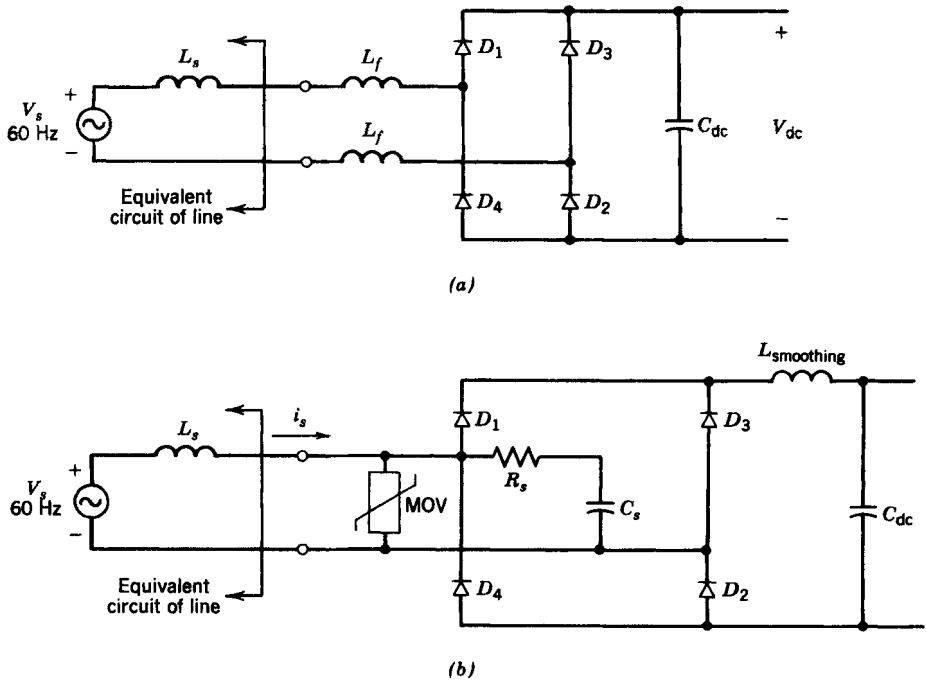 L_s
L_f
D_1
D_3
+
+
V_s
60 Hz
−
L_f
C_dc
V_dc
Equivalent
circuit of line
D_4
D_2
−
(a)
L_smoothing
L_s
i_s
D_1
D_3
+
R_s
V_s
60 Hz
MOV
C_s
C_dc
−
Equivalent
circuit of line
D_4
D_2
(b)